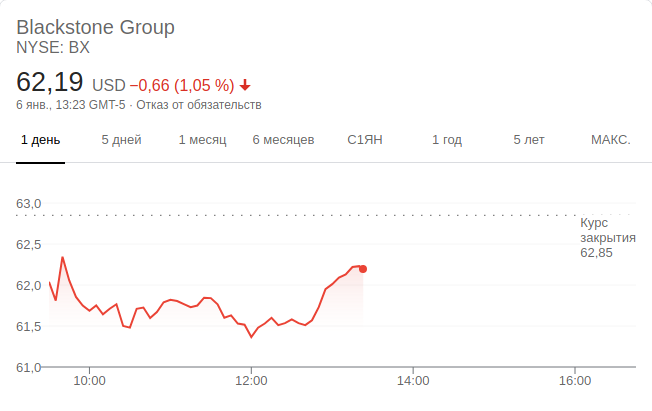 Blackstone Group
NYSE: BX
62,19 USD −0,66 (1,05 %)
6 янв., 13:23 GMT-5 · Отказ от обязательств
1 день 5 дней 1 месяц 6 месяцев С1ЯН 1 год 5 лет МАКС.
63,0
Курс
закрытия
62,85
62,5
62,0
61,5
61,0
10:00 12:00 14:00 16:00